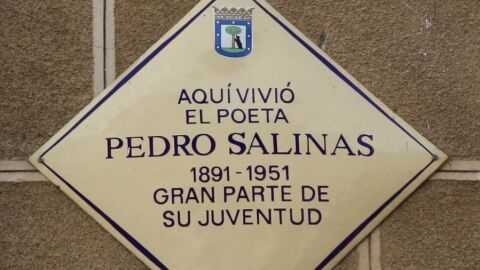 AQUÍ VIVIÓ
EL POETA
PEDRO SALINAS
1891-1951
GRAN PARTE DE
SU JUVENTUD